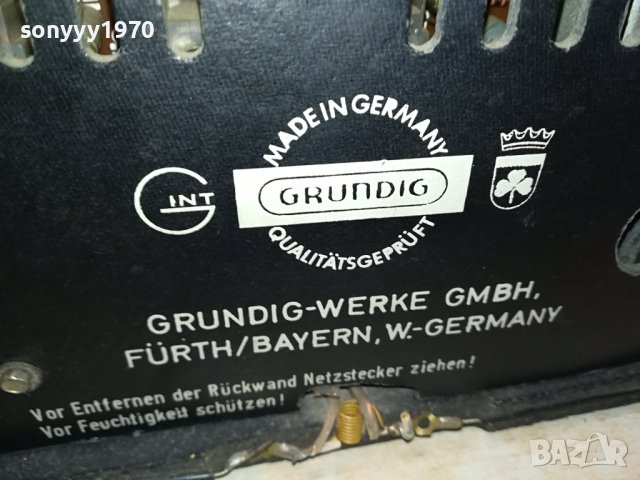 sonyyy1970
MADE IN GERMANY
G INT
GRUNDIG
QUALITÄTSGEPRÜFT
GRUNDIG-WERKE GMBH.
FÜRTH/BAYERN, W.-GERMANY
Vor Entfernen der Rückwand Netzstecker ziehen!
Vor Feuchtigkeit schützen!
BAZAR